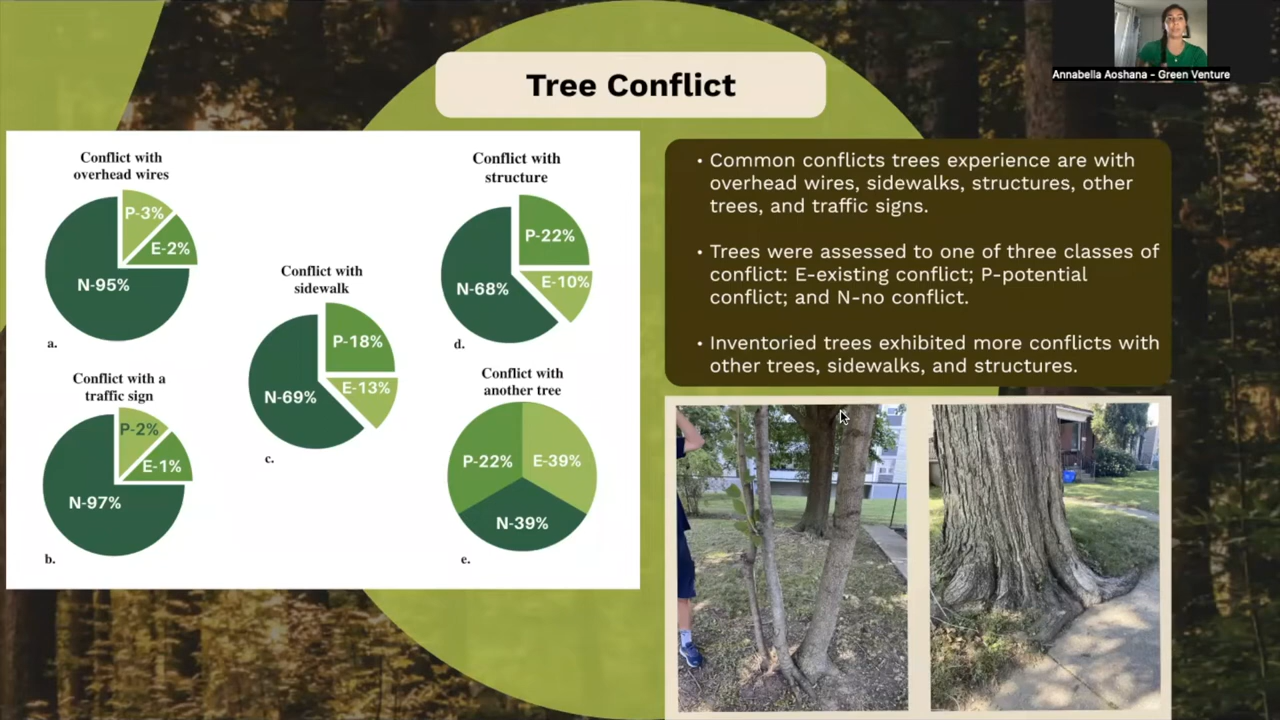 Annabella Aoshana - Green Venture
Tree Conflict
Conflict with
overhead wires
P-3%
E-2%
N-95%
a.
Conflict with a
traffic sign
P-2%
E-1%
N-97%
b.
Conflict with
sidewalk
P-18%
E-13%
N-69%
c.
Conflict with
structure
P-22%
E-10%
N-68%
d.
Conflict with
another tree
P-22%
E-39%
N-39%
e.
• Common conflicts trees experience are with
overhead wires, sidewalks, structures, other
trees, and traffic signs.
• Trees were assessed to one of three classes of
conflict: E-existing conflict; P-potential
conflict; and N-no conflict.
• Inventoried trees exhibited more conflicts with
other trees, sidewalks, and structures.